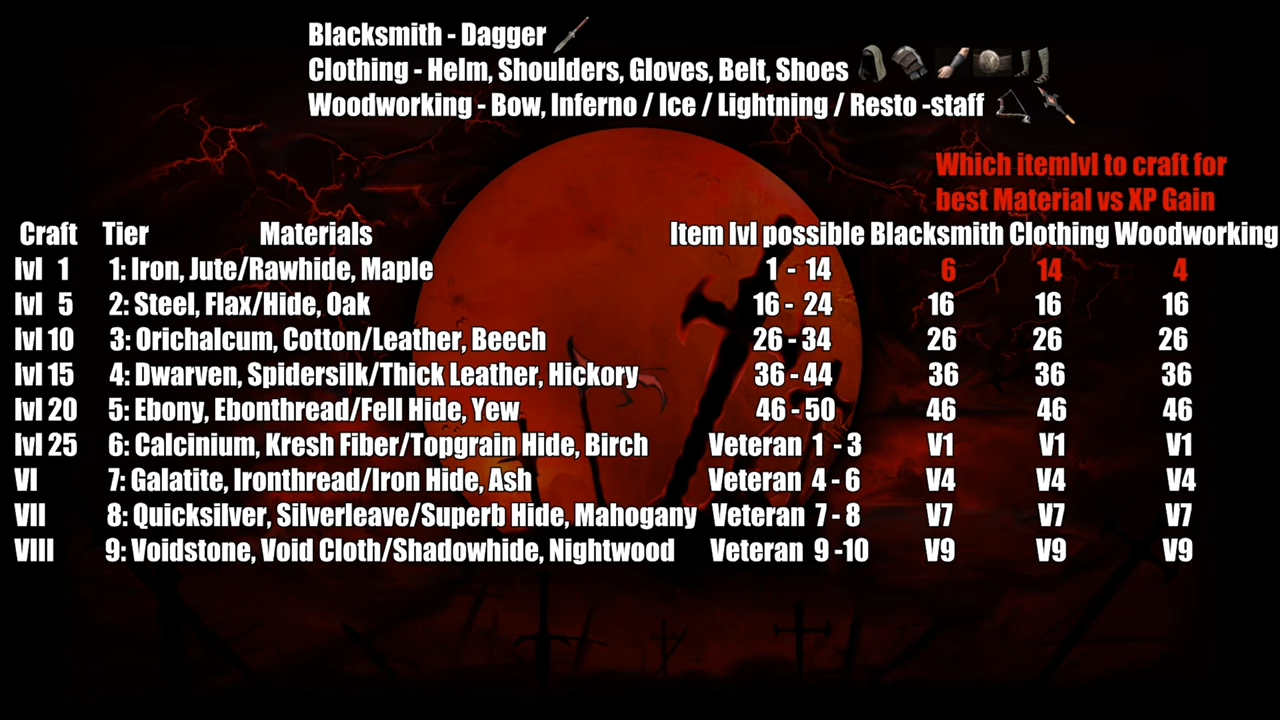 Blacksmith - Dagger
Clothing - Helm, Shoulders, Gloves, Belt, Shoes
Woodworking - Bow, Inferno / Ice / Lightning / Resto -staff
Which itemlvl to craft for
best Material vs XP Gain
Craft Tier Materials Item lvl possible Blacksmith Clothing Woodworking
lvl 1 1: Iron, Jute/Rawhide, Maple 1 - 14 6 14 4
lvl 5 2: Steel, Flax/Hide, Oak 16 - 24 16 16 16
lvl 10 3: Orichalcum, Cotton/Leather, Beech 26 - 34 26 26 26
lvl 15 4: Dwarven, Spidersilk/Thick Leather, Hickory 36 - 44 36 36 36
lvl 20 5: Ebony, Ebonthread/Fell Hide, Yew 46 - 50 46 46 46
lvl 25 6: Calcinium, Kresh Fiber/Topgrain Hide, Birch Veteran 1 - 3 V1 V1 V1
VI 7: Galatite, Ironthread/Iron Hide, Ash Veteran 4 - 6 V4 V4 V4
VII 8: Quicksilver, Silverleave/Superb Hide, Mahogany Veteran 7 - 8 V7 V7 V7
VIII 9: Voidstone, Void Cloth/Shadowhide, Nightwood Veteran 9 -10 V9 V9 V9